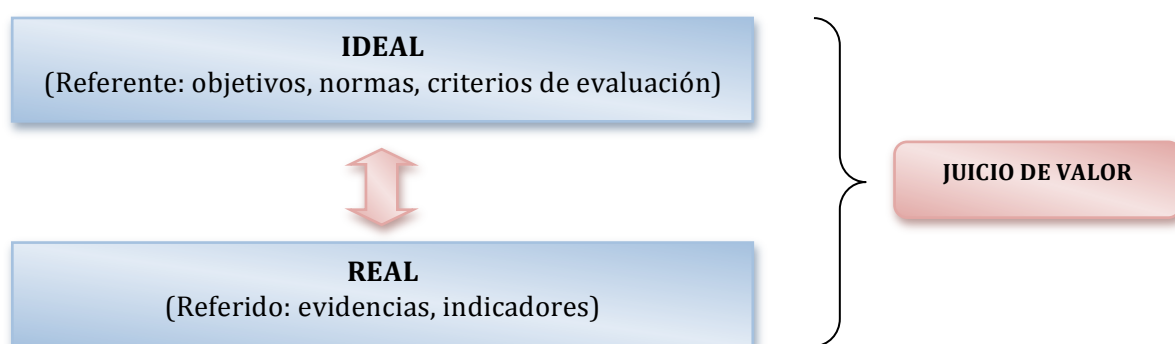 IDEAL
(Referente: objetivos, normas, criterios de evaluación)
JUICIO DE VALOR
REAL
(Referido: evidencias, indicadores)